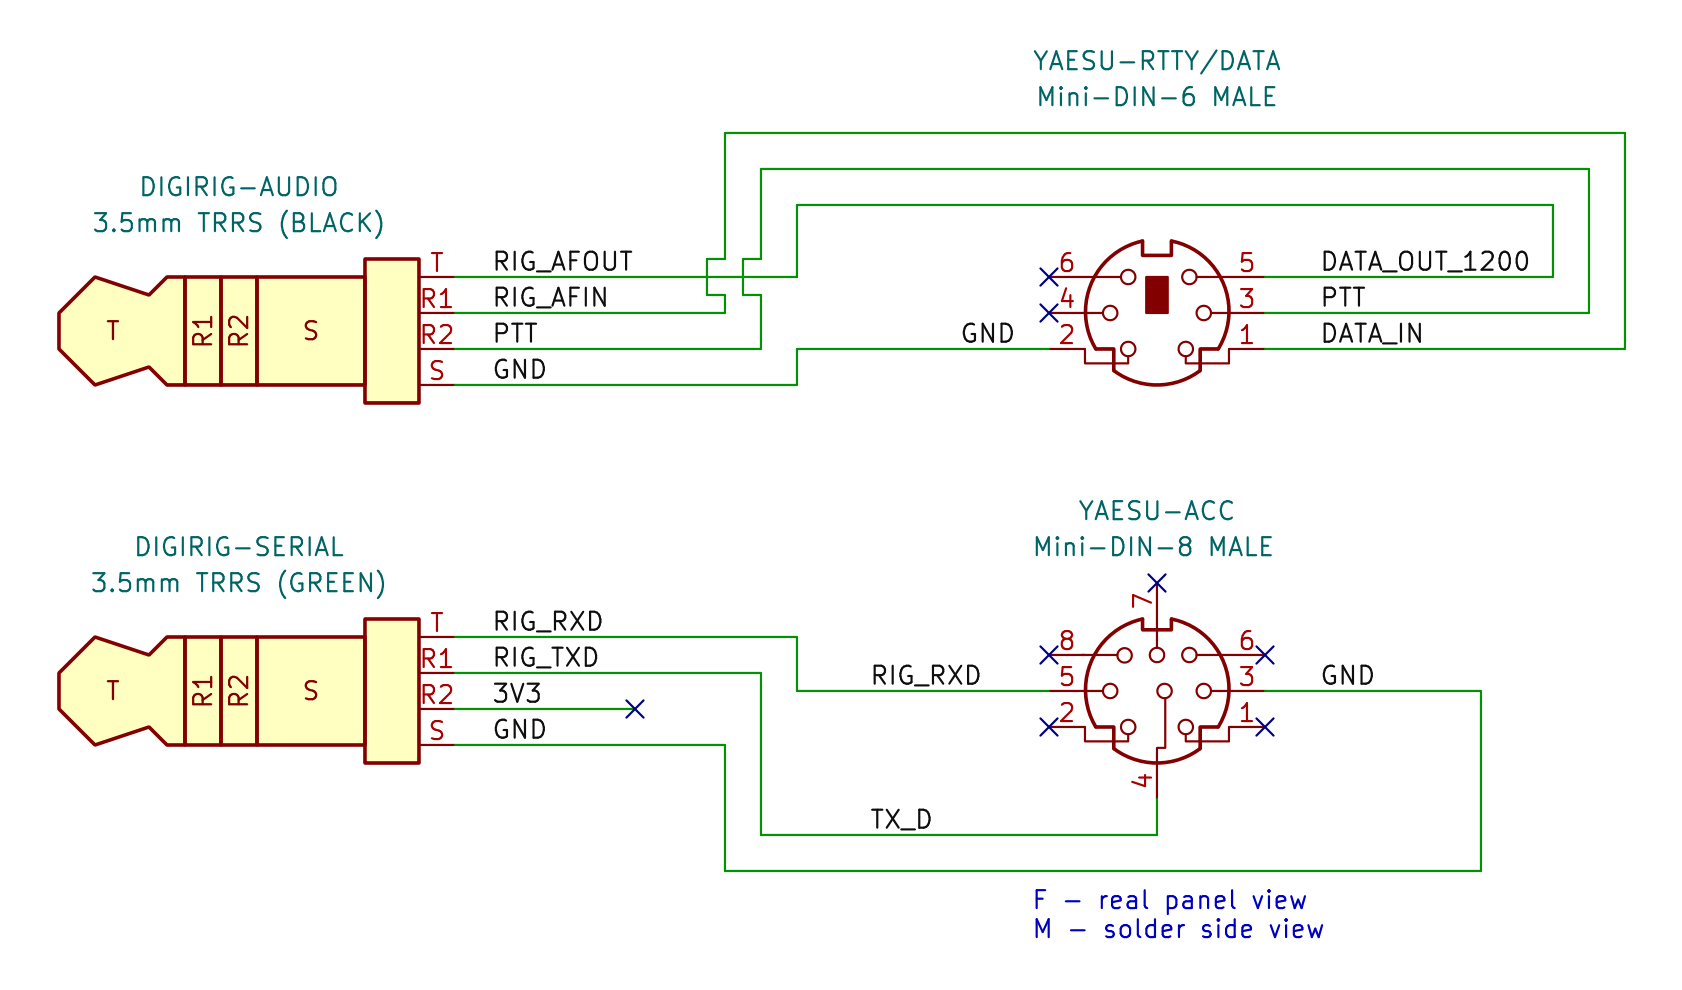 YAESU-RTTY/DATA
Mini-DIN-6 MALE
DIGIRIG-AUDIO
3.5mm TRRS (BLACK)
T RIG_AFOUT
R1 RIG_AFIN
R2 PTT
S GND
T R1 R2 S
GND
6 5 DATA_OUT_1200
4 3 PTT
2 1 DATA_IN
YAESU-ACC
Mini-DIN-8 MALE
DIGIRIG-SERIAL
3.5mm TRRS (GREEN)
T RIG_RXD
R1 RIG_TXD
R2 3V3
S GND
T R1 R2 S
7
8 6
RIG_RXD 5 3 GND
2 1
4
TX_D
F - real panel view
M - solder side view